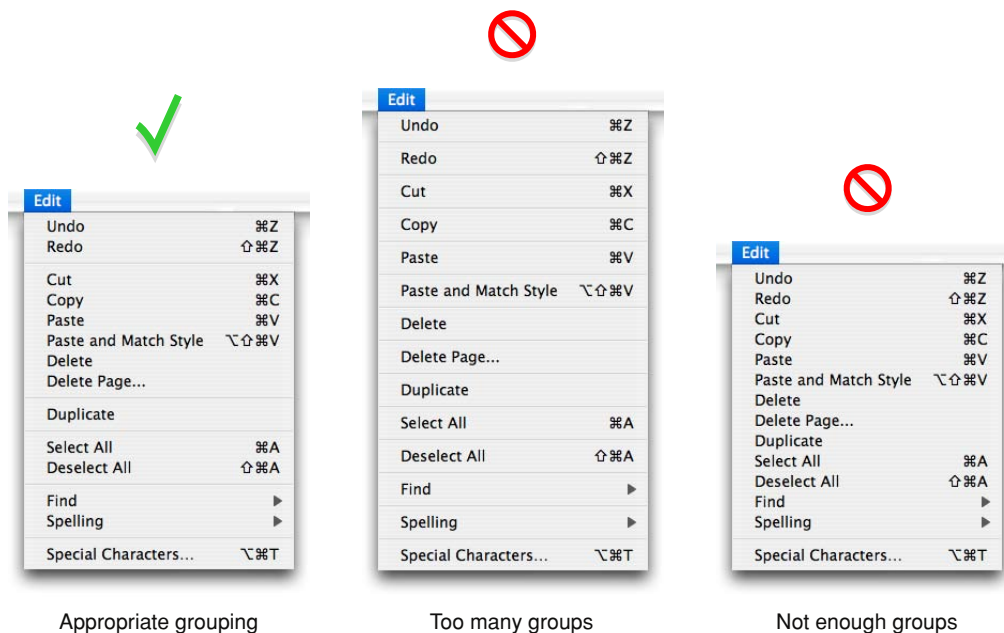 Edit
Undo ⌘Z
Redo ⇧⌘Z
Cut ⌘X
Copy ⌘C
Paste ⌘V
Paste and Match Style ⌥⇧⌘V
Delete
Delete Page...
Duplicate
Select All ⌘A
Deselect All ⇧⌘A
Find ▶
Spelling ▶
Special Characters... ⌥⌘T
Appropriate grouping
Edit
Undo ⌘Z
Redo ⇧⌘Z
Cut ⌘X
Copy ⌘C
Paste ⌘V
Paste and Match Style ⌥⇧⌘V
Delete
Delete Page...
Duplicate
Select All ⌘A
Deselect All ⇧⌘A
Find ▶
Spelling ▶
Special Characters... ⌥⌘T
Too many groups
Edit
Undo ⌘Z
Redo ⇧⌘Z
Cut ⌘X
Copy ⌘C
Paste ⌘V
Paste and Match Style ⌥⇧⌘V
Delete
Delete Page...
Duplicate
Select All ⌘A
Deselect All ⇧⌘A
Find ▶
Spelling ▶
Special Characters... ⌥⌘T
Not enough groups